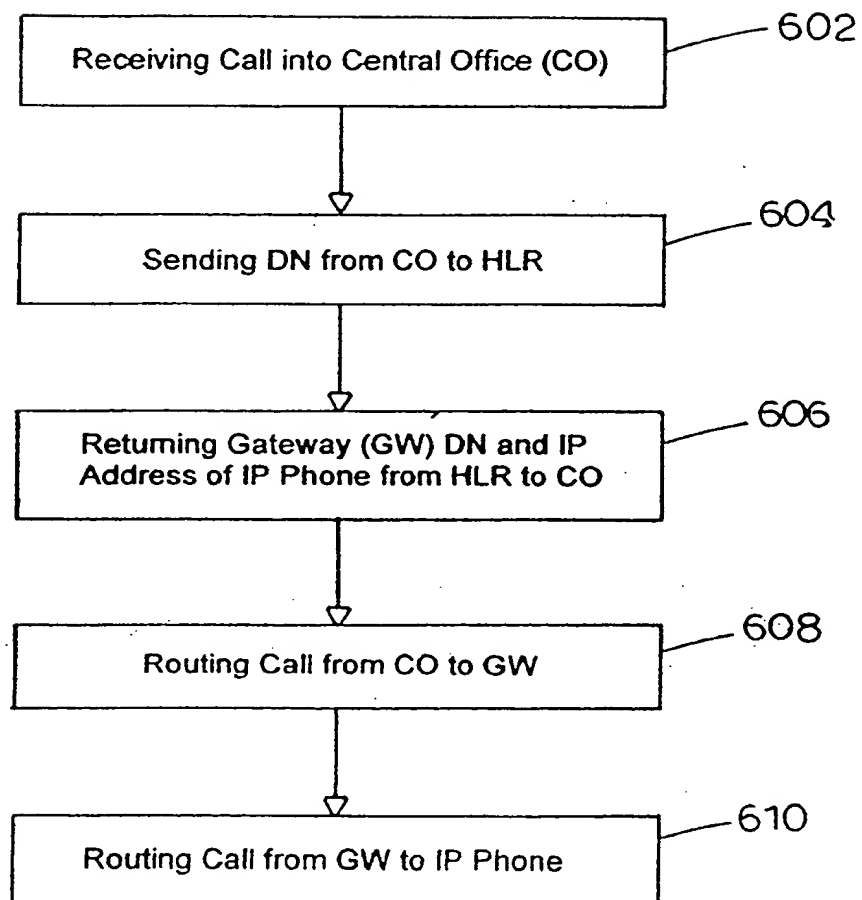 Receiving Call into Central Office (CO)
602
Sending DN from CO to HLR
604
Returning Gateway (GW) DN and IP
Address of IP Phone from HLR to CO
606
Routing Call from CO to GW
608
Routing Call from GW to IP Phone
610